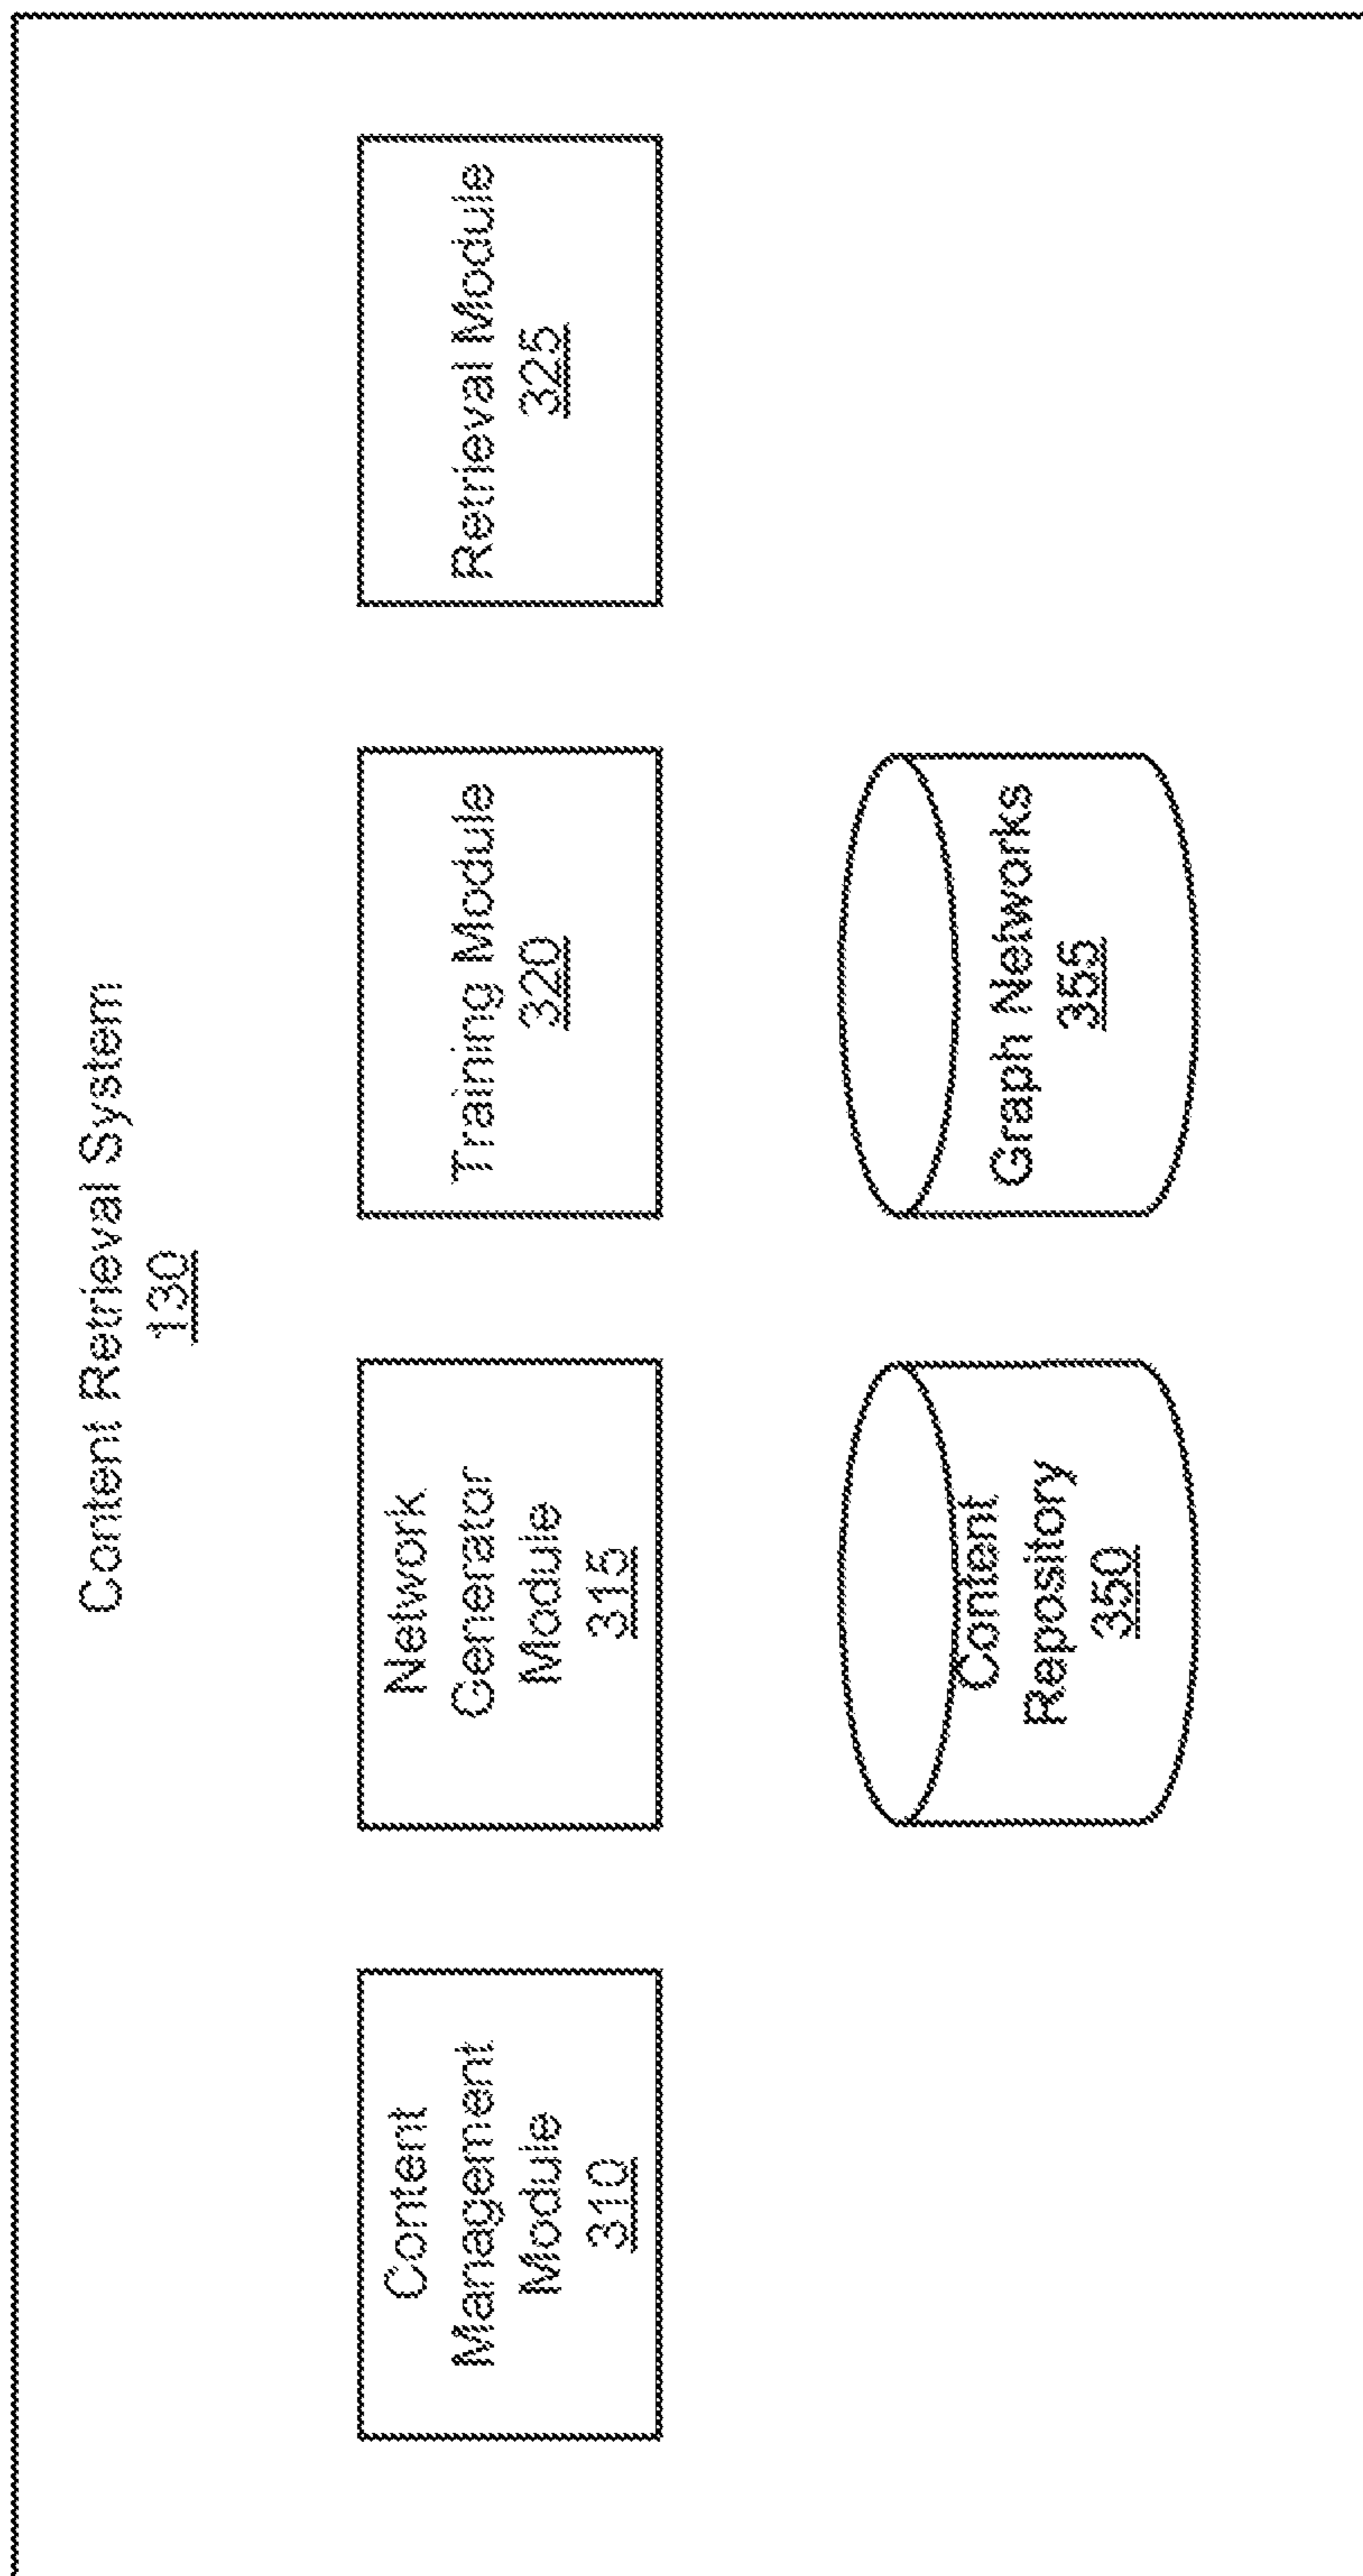 Content Retrieval System
130
Content
Management
Module
310
Network
Generator
Module
315
Training Module
320
Retrieval Module
325
Content
Repository
350
Graph Networks
355